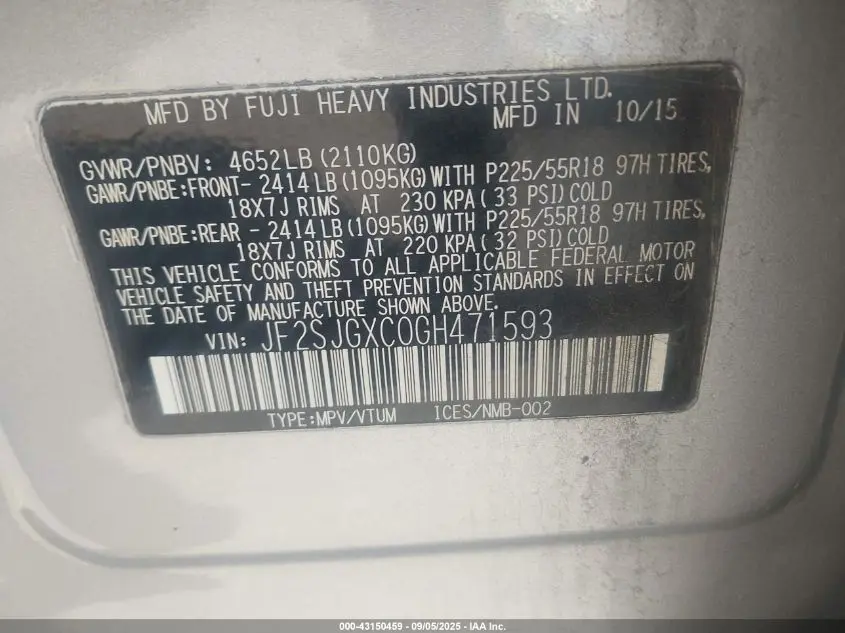 MFD BY FUJI HEAVY INDUSTRIES LTD.
MFD IN 10/15
GVWR/PNBV: 4652LB (2110KG)
GAWR/PNBE:FRONT- 2414LB(1095KG)WITH P225/55R18 97H TIRES,
18X7J RIMS AT 230 KPA( 33 PSI)COLD
GAWR/PNBE:REAR - 2414LB(1095KG)WITH P225/55R18 97H TIRES,
18X7J RIMS AT 220 KPA( 32 PSI)COLD
THIS VEHICLE CONFORMS TO ALL APPLICABLE FEDERAL MOTOR
VEHICLE SAFETY AND THEFT PREVENTION STANDARDS IN EFFECT ON
THE DATE OF MANUFACTURE SHOWN ABOVE.
VIN: JF2SJGXC0GH471593
TYPE:MPV/VTUM ICES/NMB-002
000-43150459 - 09/05/2025 - IAA Inc.